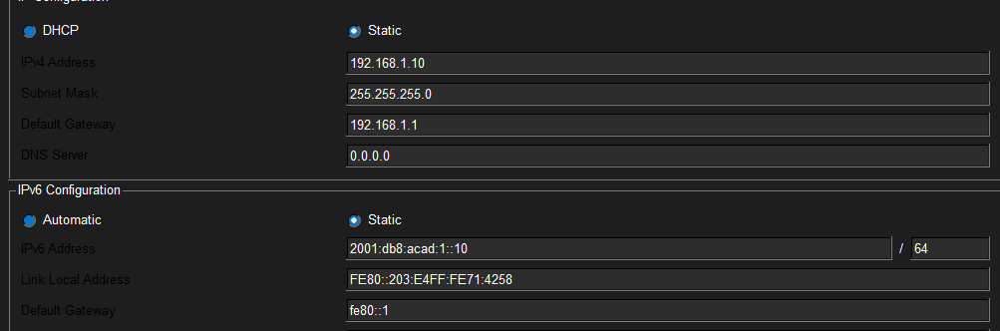 IP Configuration
DHCP Static
IPv4 Address 192.168.1.10
Subnet Mask 255.255.255.0
Default Gateway 192.168.1.1
DNS Server 0.0.0.0
IPv6 Configuration
Automatic Static
IPv6 Address 2001:db8:acad:1::10 / 64
Link Local Address FE80::203:E4FF:FE71:4258
Default Gateway fe80::1